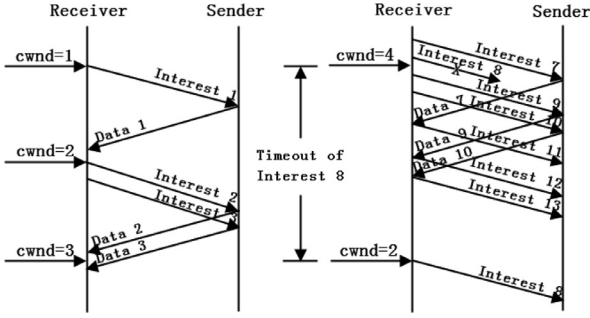 Receiver
Sender
cwnd=1
Interest 1
Data 1
cwnd=2
Interest 2
Interest 3
Data 2
Data 3
cwnd=3
Timeout of
Interest 8
Receiver
Sender
cwnd=4
Interest 7
Interest 8
X
Interest 9
Interest 10
Data 7
Interest 11
Data 9
Data 10
Interest 12
Interest 13
cwnd=2
Interest 8